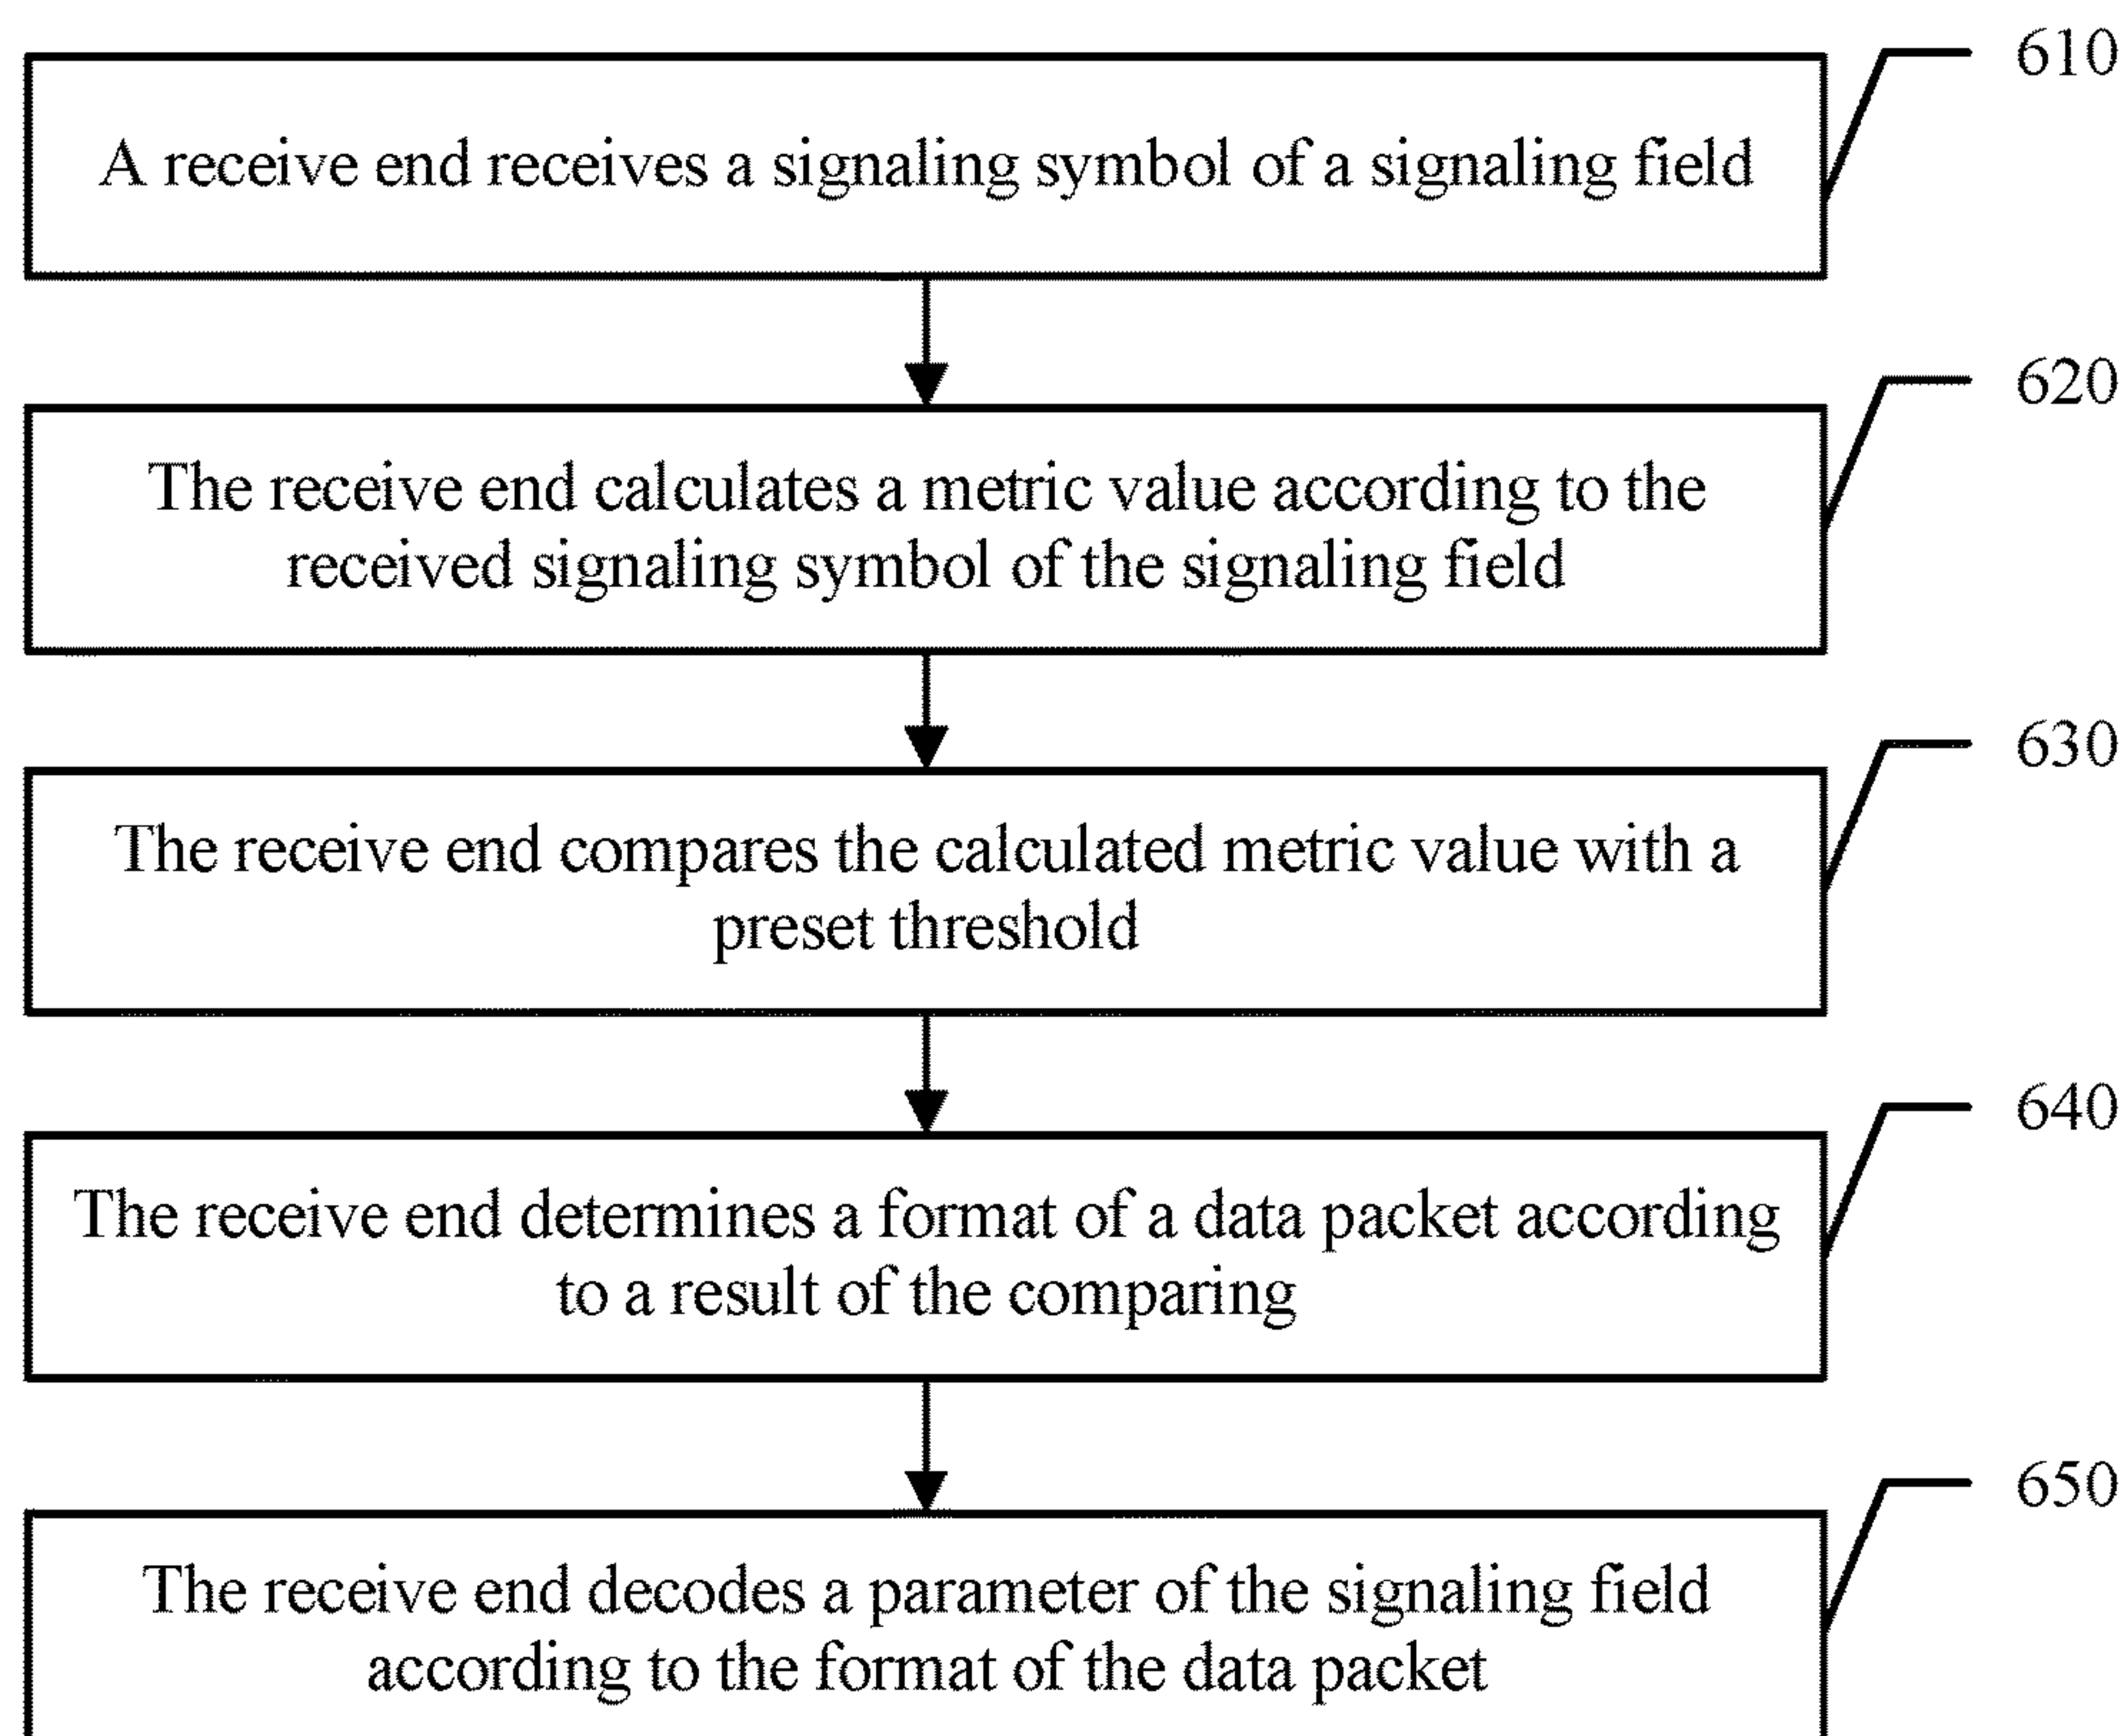 610
A receive end receives a signaling symbol of a signaling field
620
The receive end calculates a metric value according to the
received signaling symbol of the signaling field
630
The receive end compares the calculated metric value with a
preset threshold
640
The receive end determines a format of a data packet according
to a result of the comparing
650
The receive end decodes a parameter of the signaling field
according to the format of the data packet